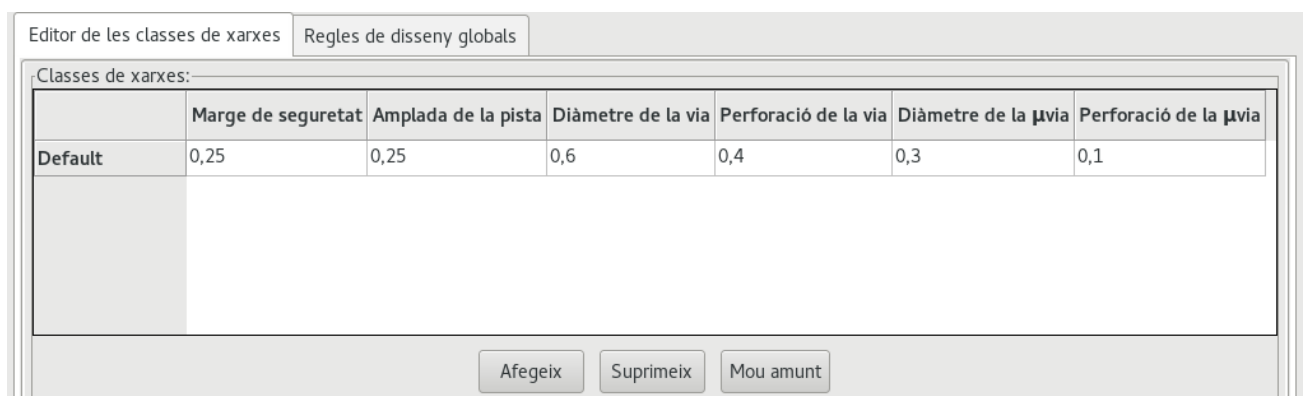 Editor de les classes de xarxes Regles de disseny globals
Classes de xarxes:
Marge de seguretat Amplada de la pista Diàmetre de la via Perforació de la via Diàmetre de la µvia Perforació de la µvia
Default 0,25 0,25 0,6 0,4 0,3 0,1
Afegeix Suprimeix Mou amunt